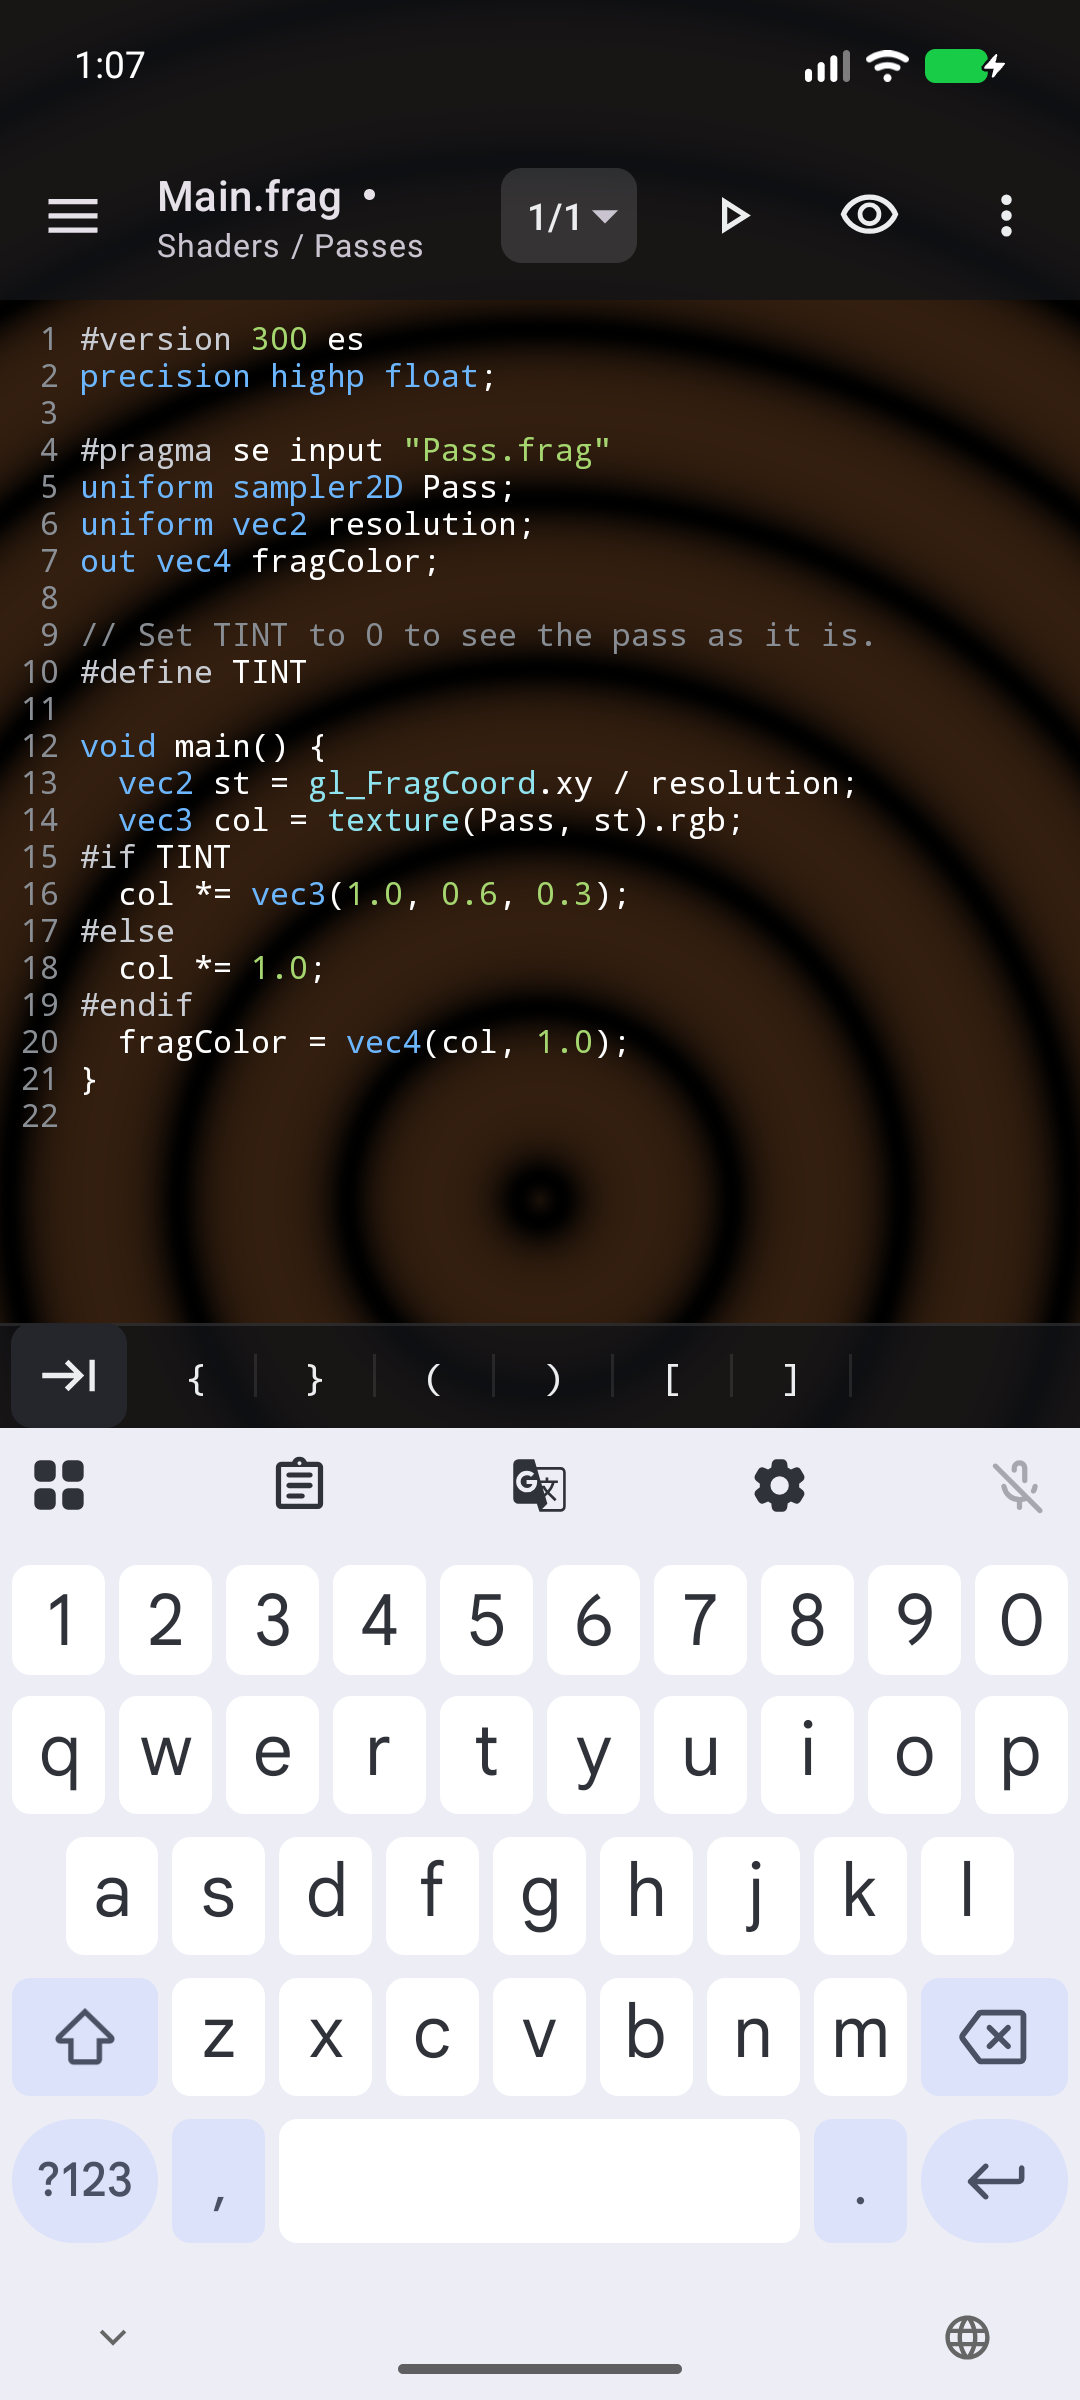 1:07
Main.frag •
Shaders / Passes
1/1
1 #version 300 es
2 precision highp float;
3
4 #pragma se input "Pass.frag"
5 uniform sampler2D Pass;
6 uniform vec2 resolution;
7 out vec4 fragColor;
8
9 // Set TINT to 0 to see the pass as it is.
10 #define TINT
11
12 void main() {
13   vec2 st = gl_FragCoord.xy / resolution;
14   vec3 col = texture(Pass, st).rgb;
15 #if TINT
16   col *= vec3(1.0, 0.6, 0.3);
17 #else
18   col *= 1.0;
19 #endif
20   fragColor = vec4(col, 1.0);
21 }
22
{ } ( ) [ ]
1 2 3 4 5 6 7 8 9 0
q w e r t y u i o p
a s d f g h j k l
z x c v b n m
?123 , .